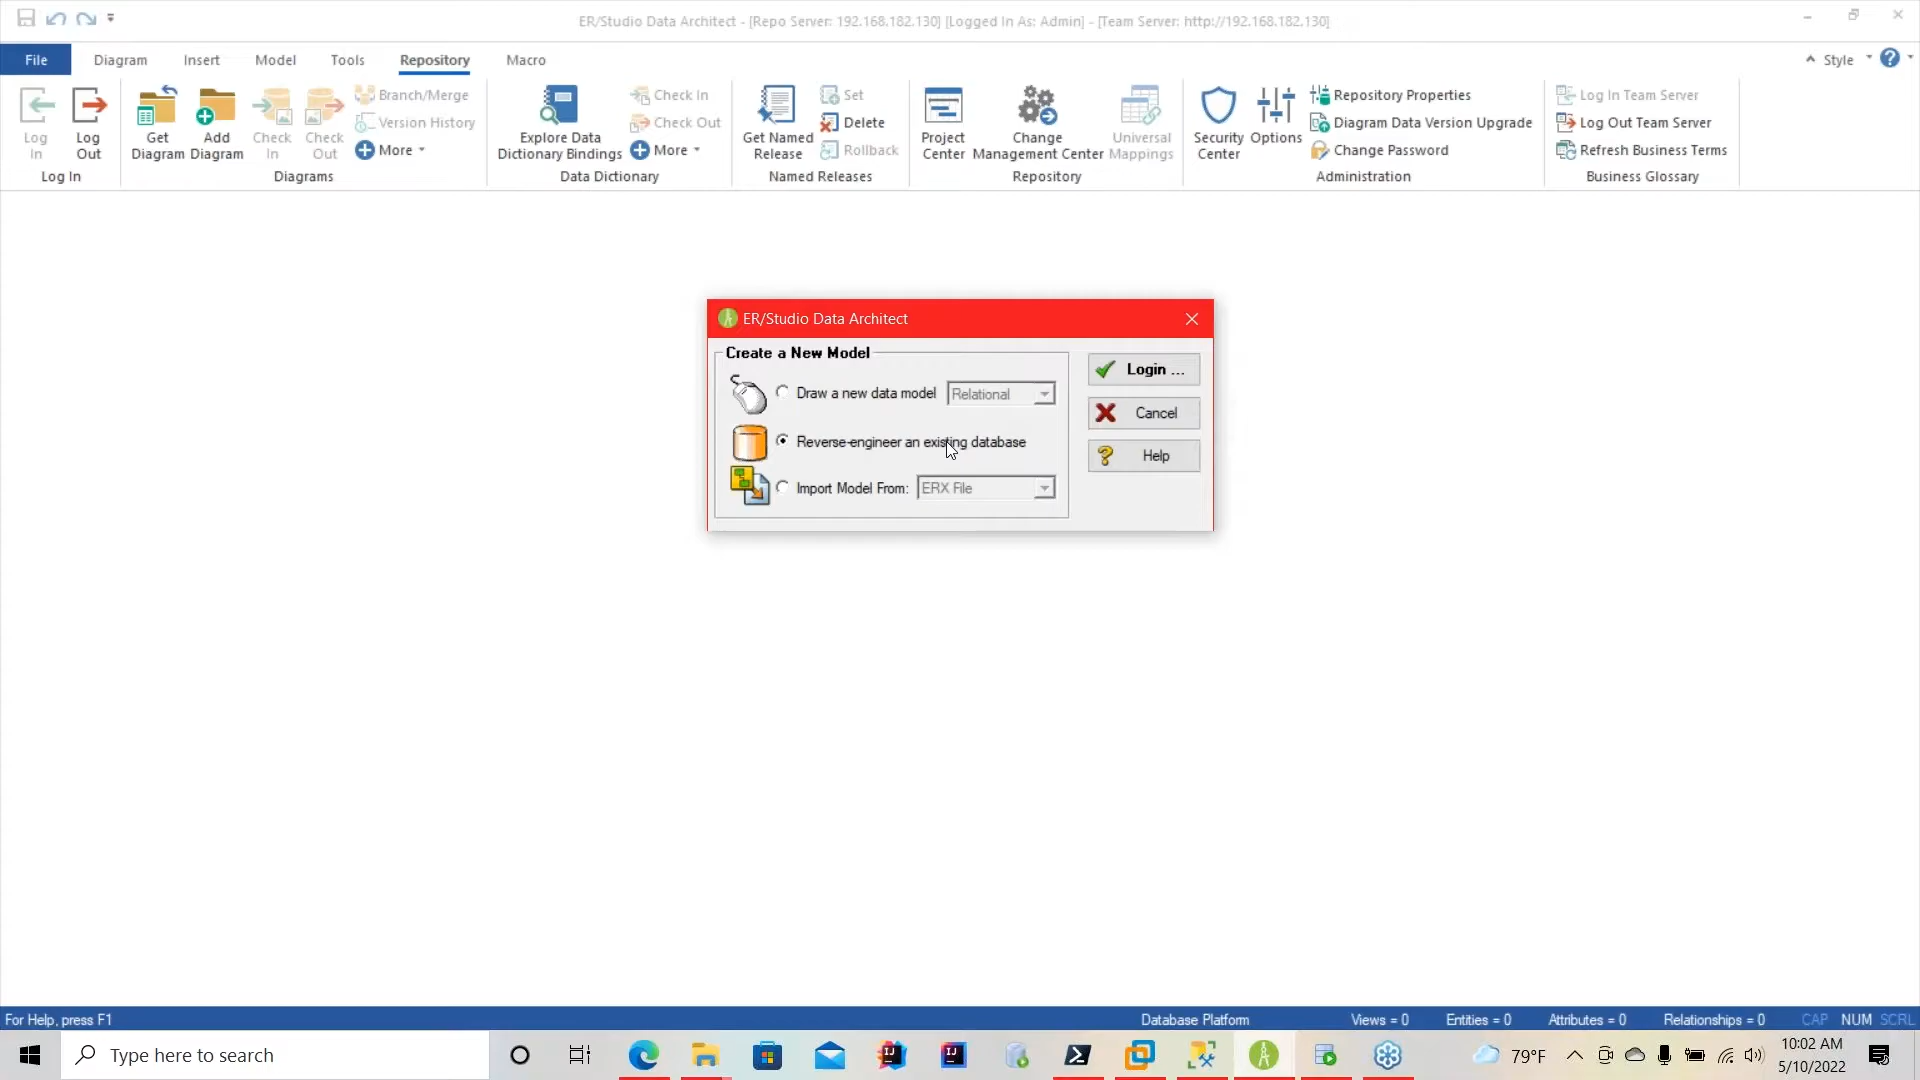 ER/Studio Data Architect - [Repo Server: 192.168.182.130] [Logged In As: Admin] - [Team Server: http://192.168.182.130]
File Diagram Insert Model Tools Repository Macro Style
Log In
Log Out
Log In
Get Diagram
Add Diagram
Check In
Check Out
Branch/Merge
Version History
More
Diagrams
Explore Data Dictionary Bindings
Check In
Check Out
More
Data Dictionary
Get Named Release
Set
Delete
Rollback
Named Releases
Project Center
Change Management Center
Universal Mappings
Repository
Security Center
Options
Repository Properties
Diagram Data Version Upgrade
Change Password
Administration
Log In Team Server
Log Out Team Server
Refresh Business Terms
Business Glossary
ER/Studio Data Architect
Create a New Model
Draw a new data model Relational
Reverse-engineer an existing database
Import Model From: ERX File
Login ...
Cancel
Help
For Help, press F1
Database Platform Views = 0 Entities = 0 Attributes = 0 Relationships = 0 CAP NUM SCRL
Type here to search
79°F
10:02 AM
5/10/2022